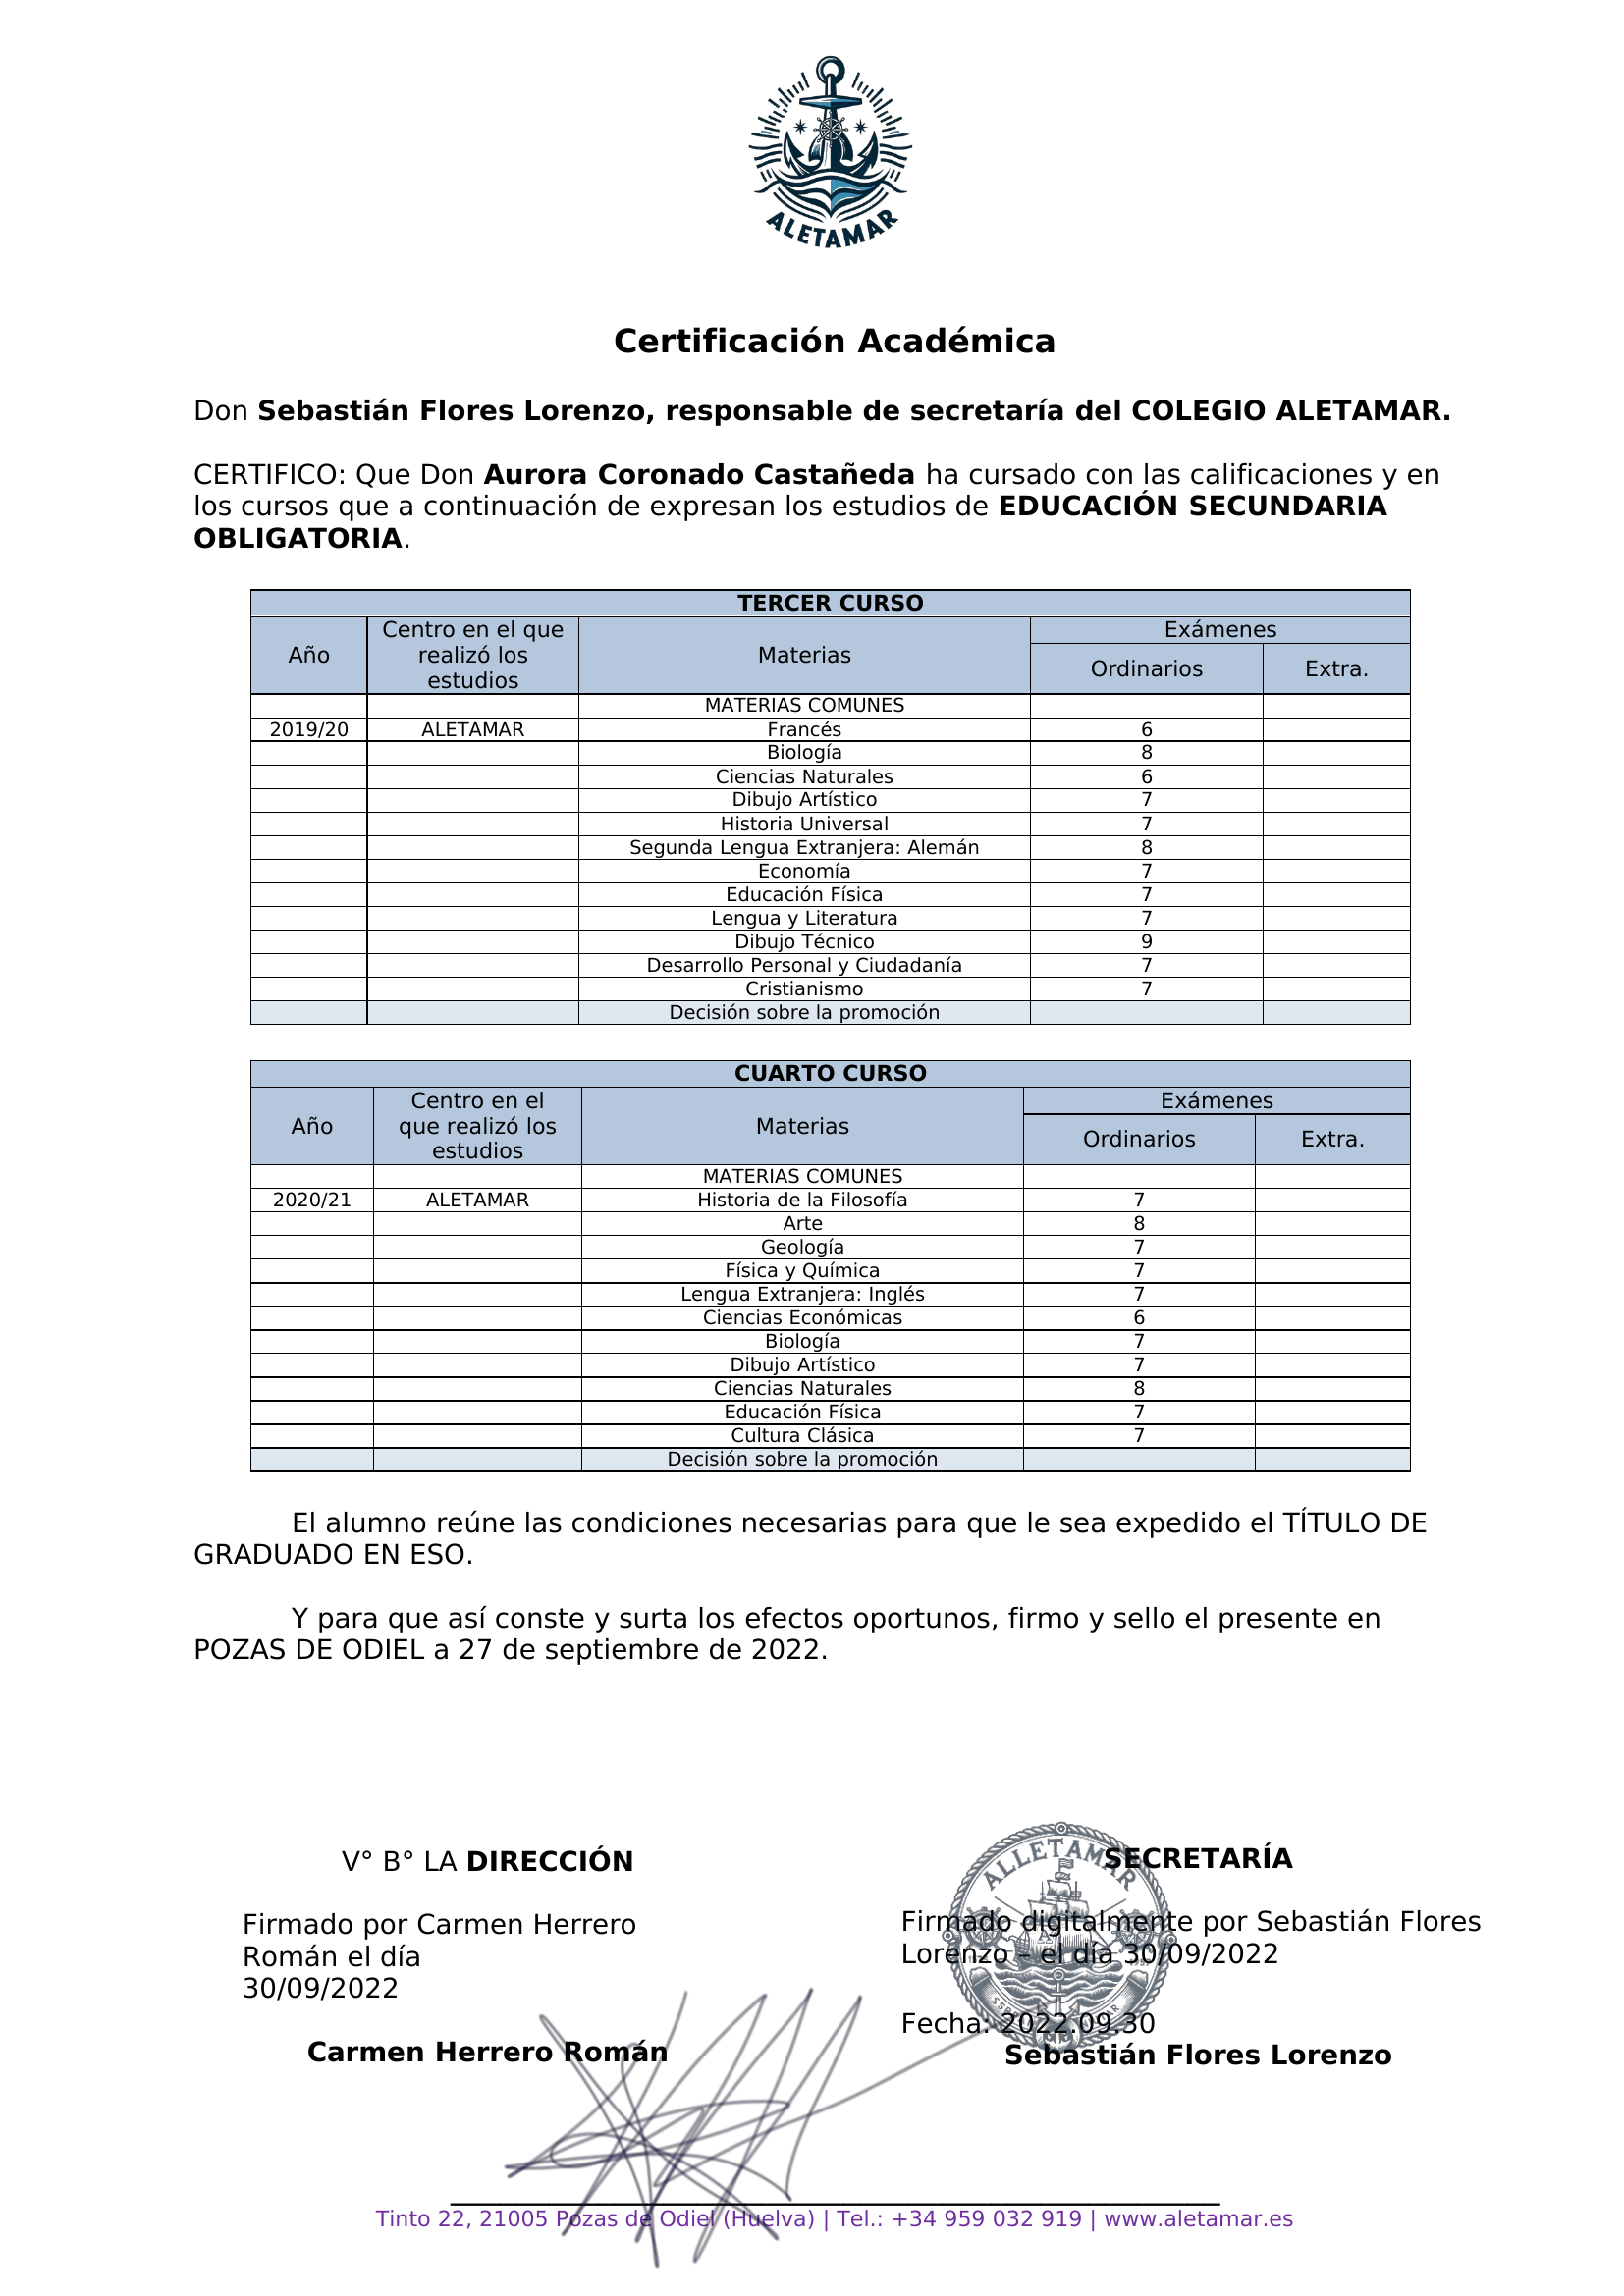 ALETAMAR
Certificación Académica
Don Sebastián Flores Lorenzo, responsable de secretaría del COLEGIO ALETAMAR.
CERTIFICO: Que Don Aurora Coronado Castañeda ha cursado con las calificaciones y en
los cursos que a continuación de expresan los estudios de EDUCACIÓN SECUNDARIA
OBLIGATORIA.
TERCER CURSO
Año
Centro en el que
realizó los
estudios
Materias
Exámenes
Ordinarios
Extra.
MATERIAS COMUNES
2019/20 ALETAMAR Francés 6
Biología 8
Ciencias Naturales 6
Dibujo Artístico 7
Historia Universal 7
Segunda Lengua Extranjera: Alemán 8
Economía 7
Educación Física 7
Lengua y Literatura 7
Dibujo Técnico 9
Desarrollo Personal y Ciudadanía 7
Cristianismo 7
Decisión sobre la promoción
CUARTO CURSO
Año
Centro en el
que realizó los
estudios
Materias
Exámenes
Ordinarios
Extra.
MATERIAS COMUNES
2020/21 ALETAMAR Historia de la Filosofía 7
Arte 8
Geología 7
Física y Química 7
Lengua Extranjera: Inglés 7
Ciencias Económicas 6
Biología 7
Dibujo Artístico 7
Ciencias Naturales 8
Educación Física 7
Cultura Clásica 7
Decisión sobre la promoción
El alumno reúne las condiciones necesarias para que le sea expedido el TÍTULO DE
GRADUADO EN ESO.
Y para que así conste y surta los efectos oportunos, firmo y sello el presente en
POZAS DE ODIEL a 27 de septiembre de 2022.
V° B° LA DIRECCIÓN
Firmado por Carmen Herrero
Román el día
30/09/2022
Carmen Herrero Román
ALLETAMAR
SECRETARÍA
Firmado digitalmente por Sebastián Flores
Lorenzo – el día 30/09/2022
Fecha: 2022.09.30
Sebastián Flores Lorenzo
Tinto 22, 21005 Pozas de Odiel (Huelva) | Tel.: +34 959 032 919 | www.aletamar.es